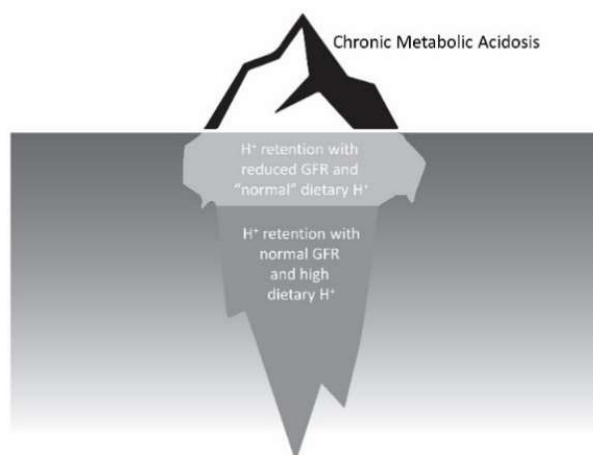 Chronic Metabolic Acidosis
H⁺ retention with
reduced GFR and
“normal” dietary H⁺
H⁺ retention with
normal GFR
and high
dietary H⁺